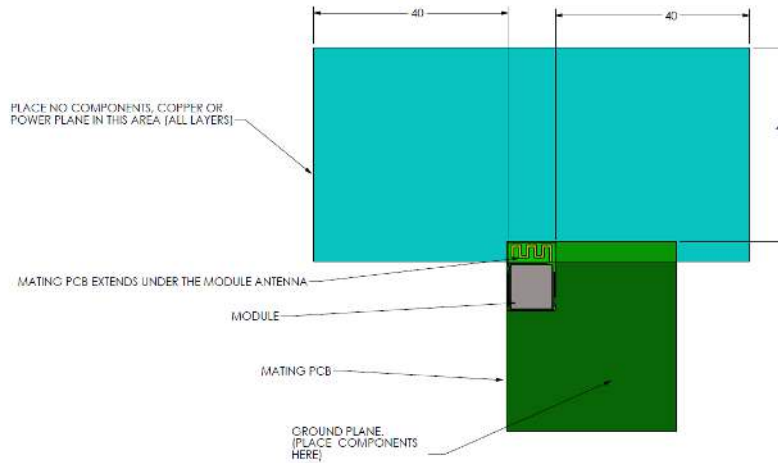 40
40
PLACE NO COMPONENTS, COPPER OR
POWER PLANE IN THIS AREA (ALL LAYERS)
MATING PCB EXTENDS UNDER THE MODULE ANTENNA
MODULE
MATING PCB
GROUND PLANE.
(PLACE COMPONENTS
HERE)